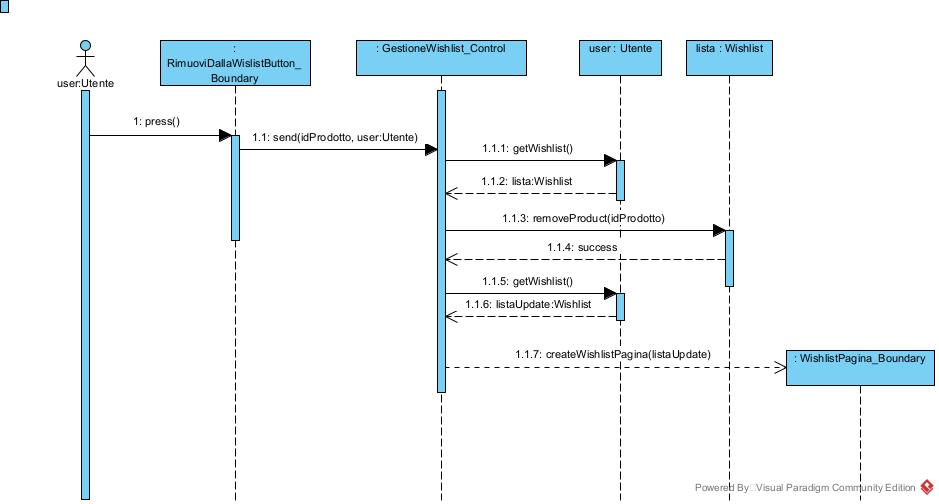 user:Utente
:
RimuoviDallaWislistButton_
Boundary
: GestioneWishlist_Control
user : Utente
lista : Wishlist
1: press()
1.1: send(idProdotto, user:Utente)
1.1.1: getWishlist()
1.1.2: lista:Wishlist
1.1.3: removeProduct(idProdotto)
1.1.4: success
1.1.5: getWishlist()
1.1.6: listaUpdate:Wishlist
1.1.7: createWishlistPagina(listaUpdate)
: WishlistPagina_Boundary
Powered By Visual Paradigm Community Edition